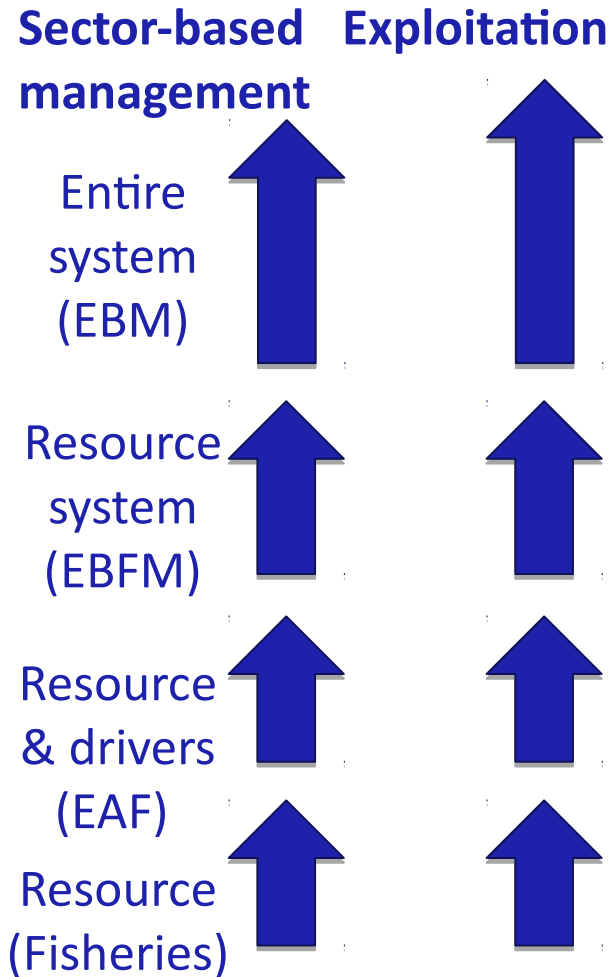 Sector-based Exploitation
management
Entire
system
(EBM)
Resource
system
(EBFM)
Resource
& drivers
(EAF)
Resource
(Fisheries)